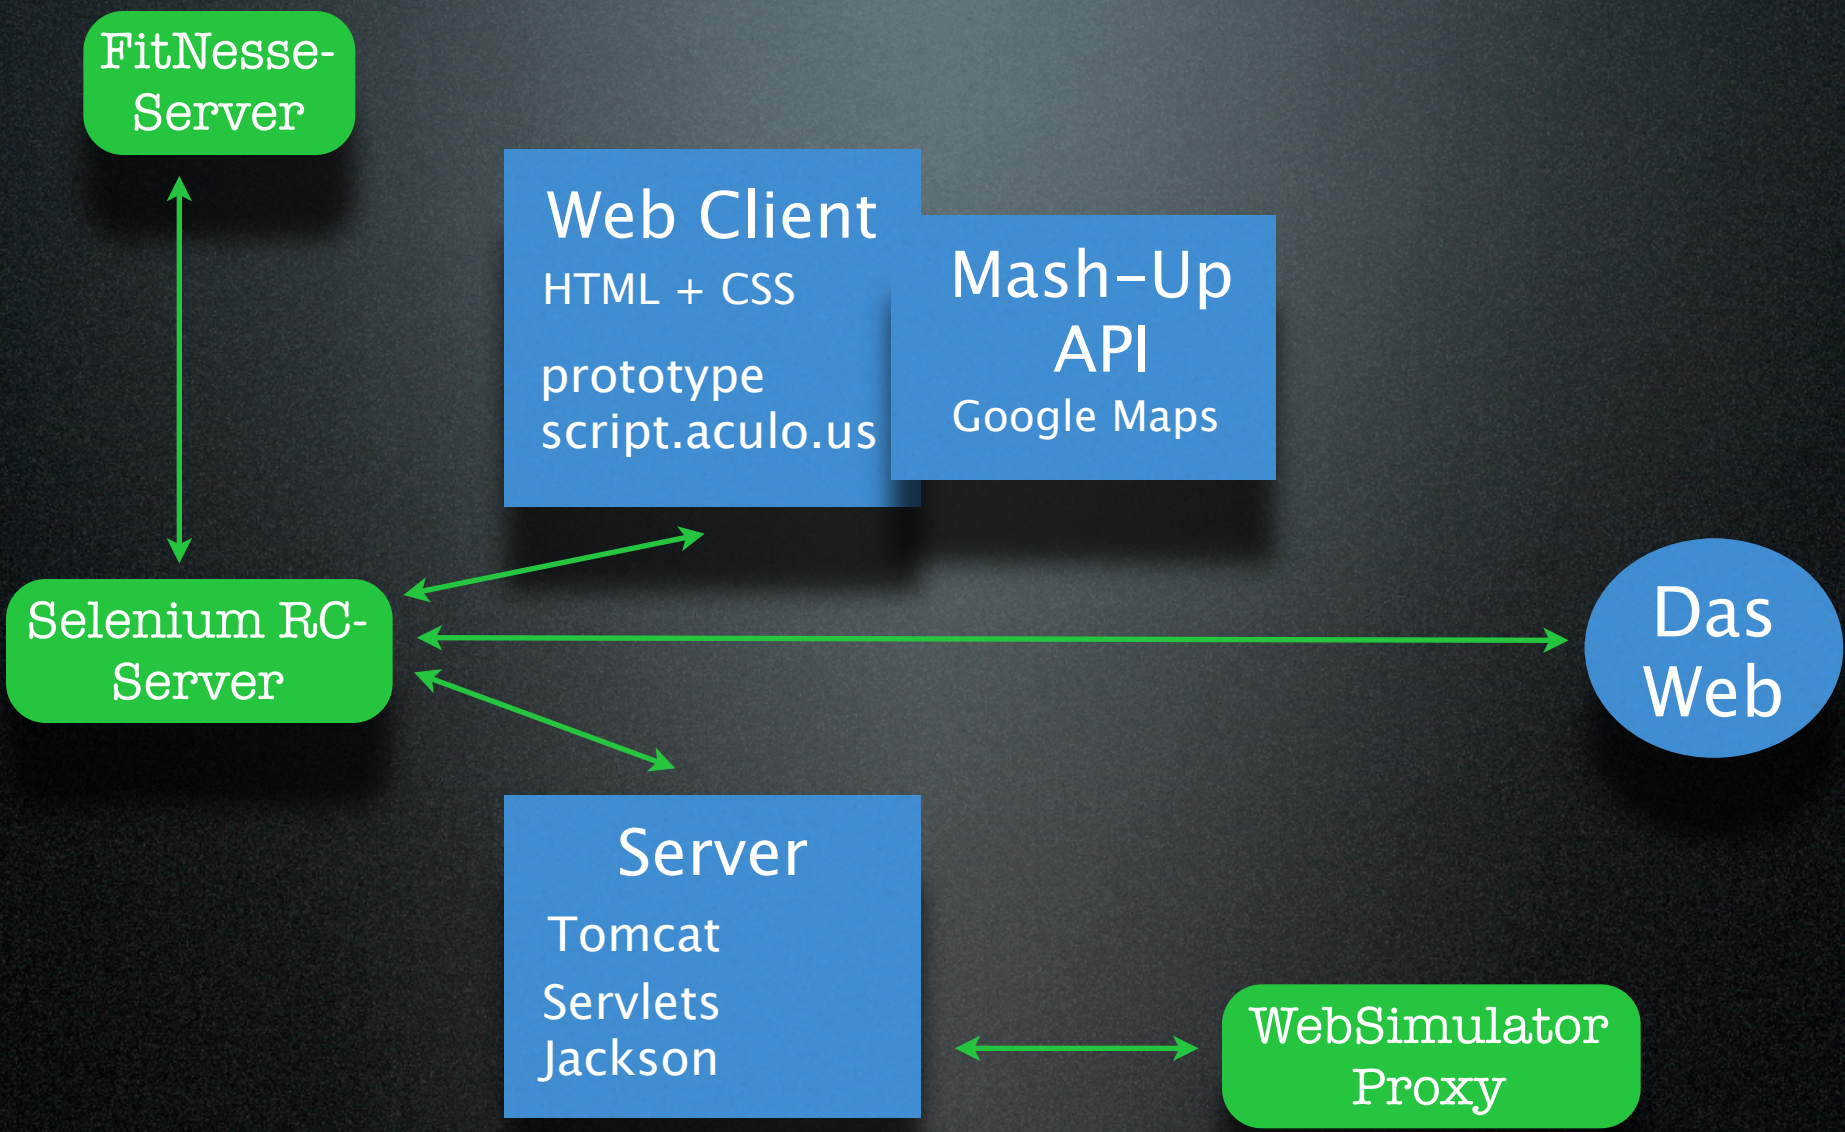 FitNesse-
Server
Web Client
HTML + CSS
prototype
script.aculo.us
Mash-Up
API
Google Maps
Selenium RC-
Server
Das
Web
Server
Tomcat
Servlets
Jackson
WebSimulator
Proxy